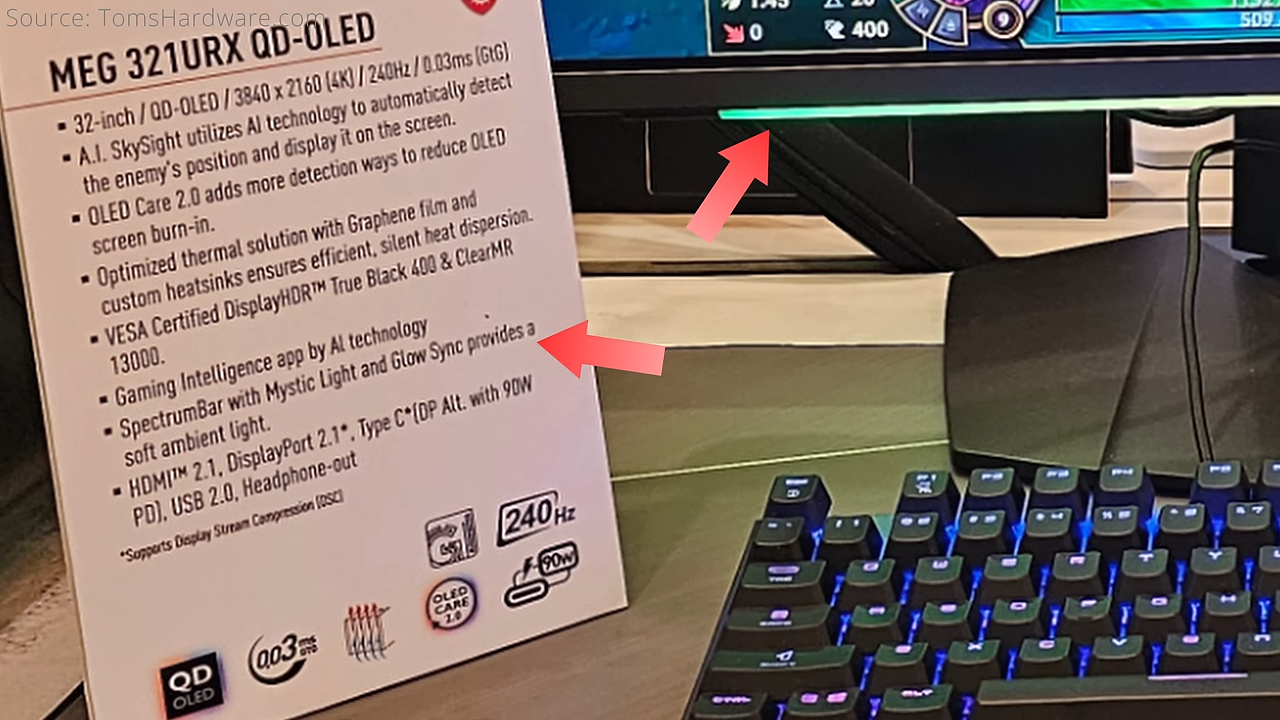 Source: TomsHardware.com
MEG 321URX QD-OLED
▪ 32-inch / QD-OLED / 3840 x 2160 (4K) / 240Hz / 0.03ms (GtG)
▪ A.I. SkySight utilizes AI technology to automatically detect
the enemy's position and display it on the screen.
▪ OLED Care 2.0 adds more detection ways to reduce OLED
screen burn-in.
▪ Optimized thermal solution with Graphene film and
custom heatsinks ensures efficient, silent heat dispersion.
▪ VESA Certified DisplayHDR™ True Black 400 & ClearMR
13000.
▪ Gaming Intelligence app by AI technology
▪ SpectrumBar with Mystic Light and Glow Sync provides a
soft ambient light.
▪ HDMI™ 2.1, DisplayPort 2.1*, Type C*(DP Alt. with 90W
PD), USB 2.0, Headphone-out
*Supports Display Stream Compression (DSC)
240Hz
90W
OLED
CARE
2.0
0.03ms
GTG
QD
OLED
0
400
9
509